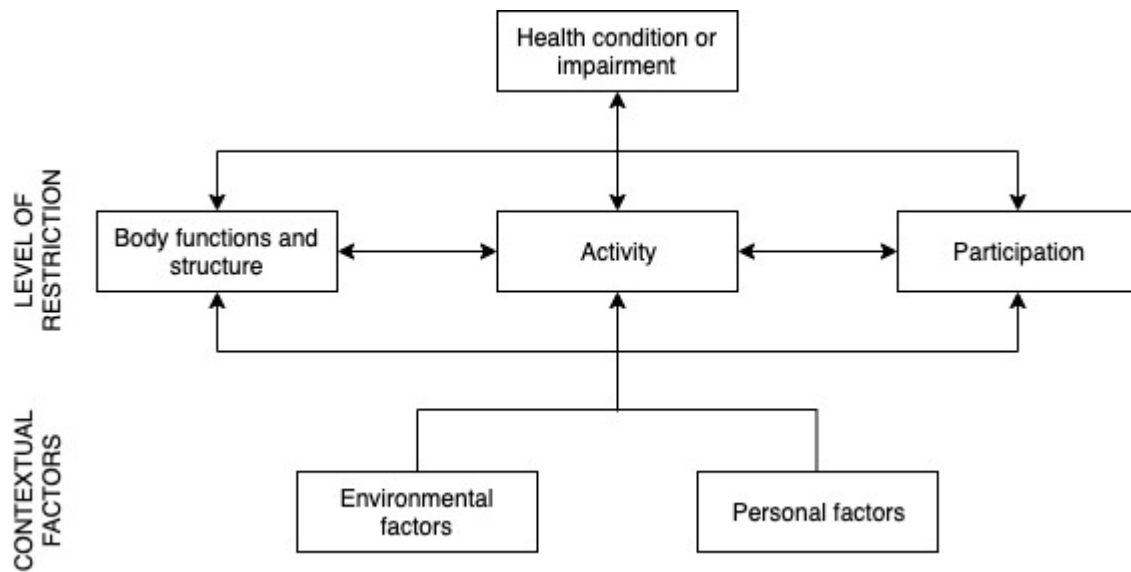 Health condition or
impairment
LEVEL OF
RESTRICTION
Body functions and
structure
Activity
Participation
CONTEXTUAL
FACTORS
Environmental
factors
Personal factors